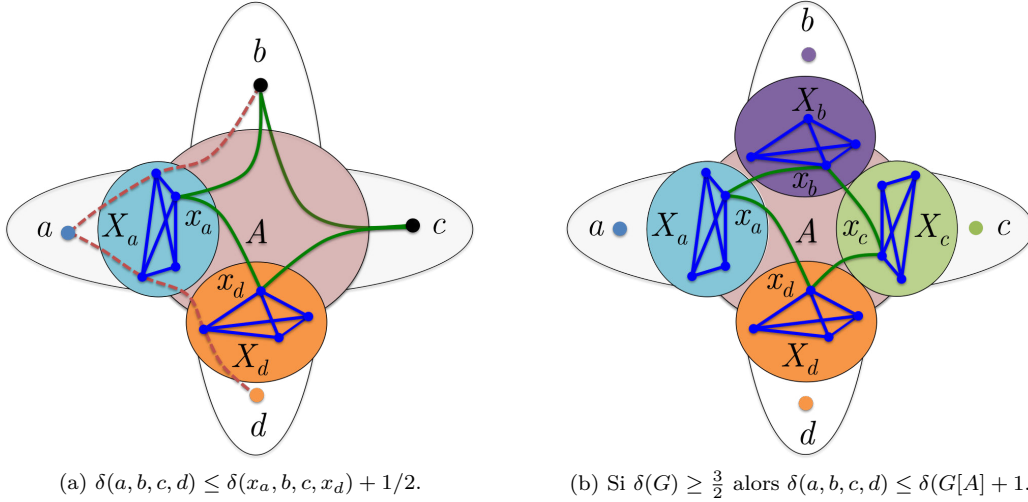 b
a
X_a
x_a
A
c
x_d
X_d
d
(a) δ(a, b, c, d) ≤ δ(x_a, b, c, x_d) + 1/2.
b
X_b
x_b
a
X_a
x_a
A
x_c
X_c
c
x_d
X_d
d
(b) Si δ(G) ≥ 3/2 alors δ(a, b, c, d) ≤ δ(G[A] + 1.